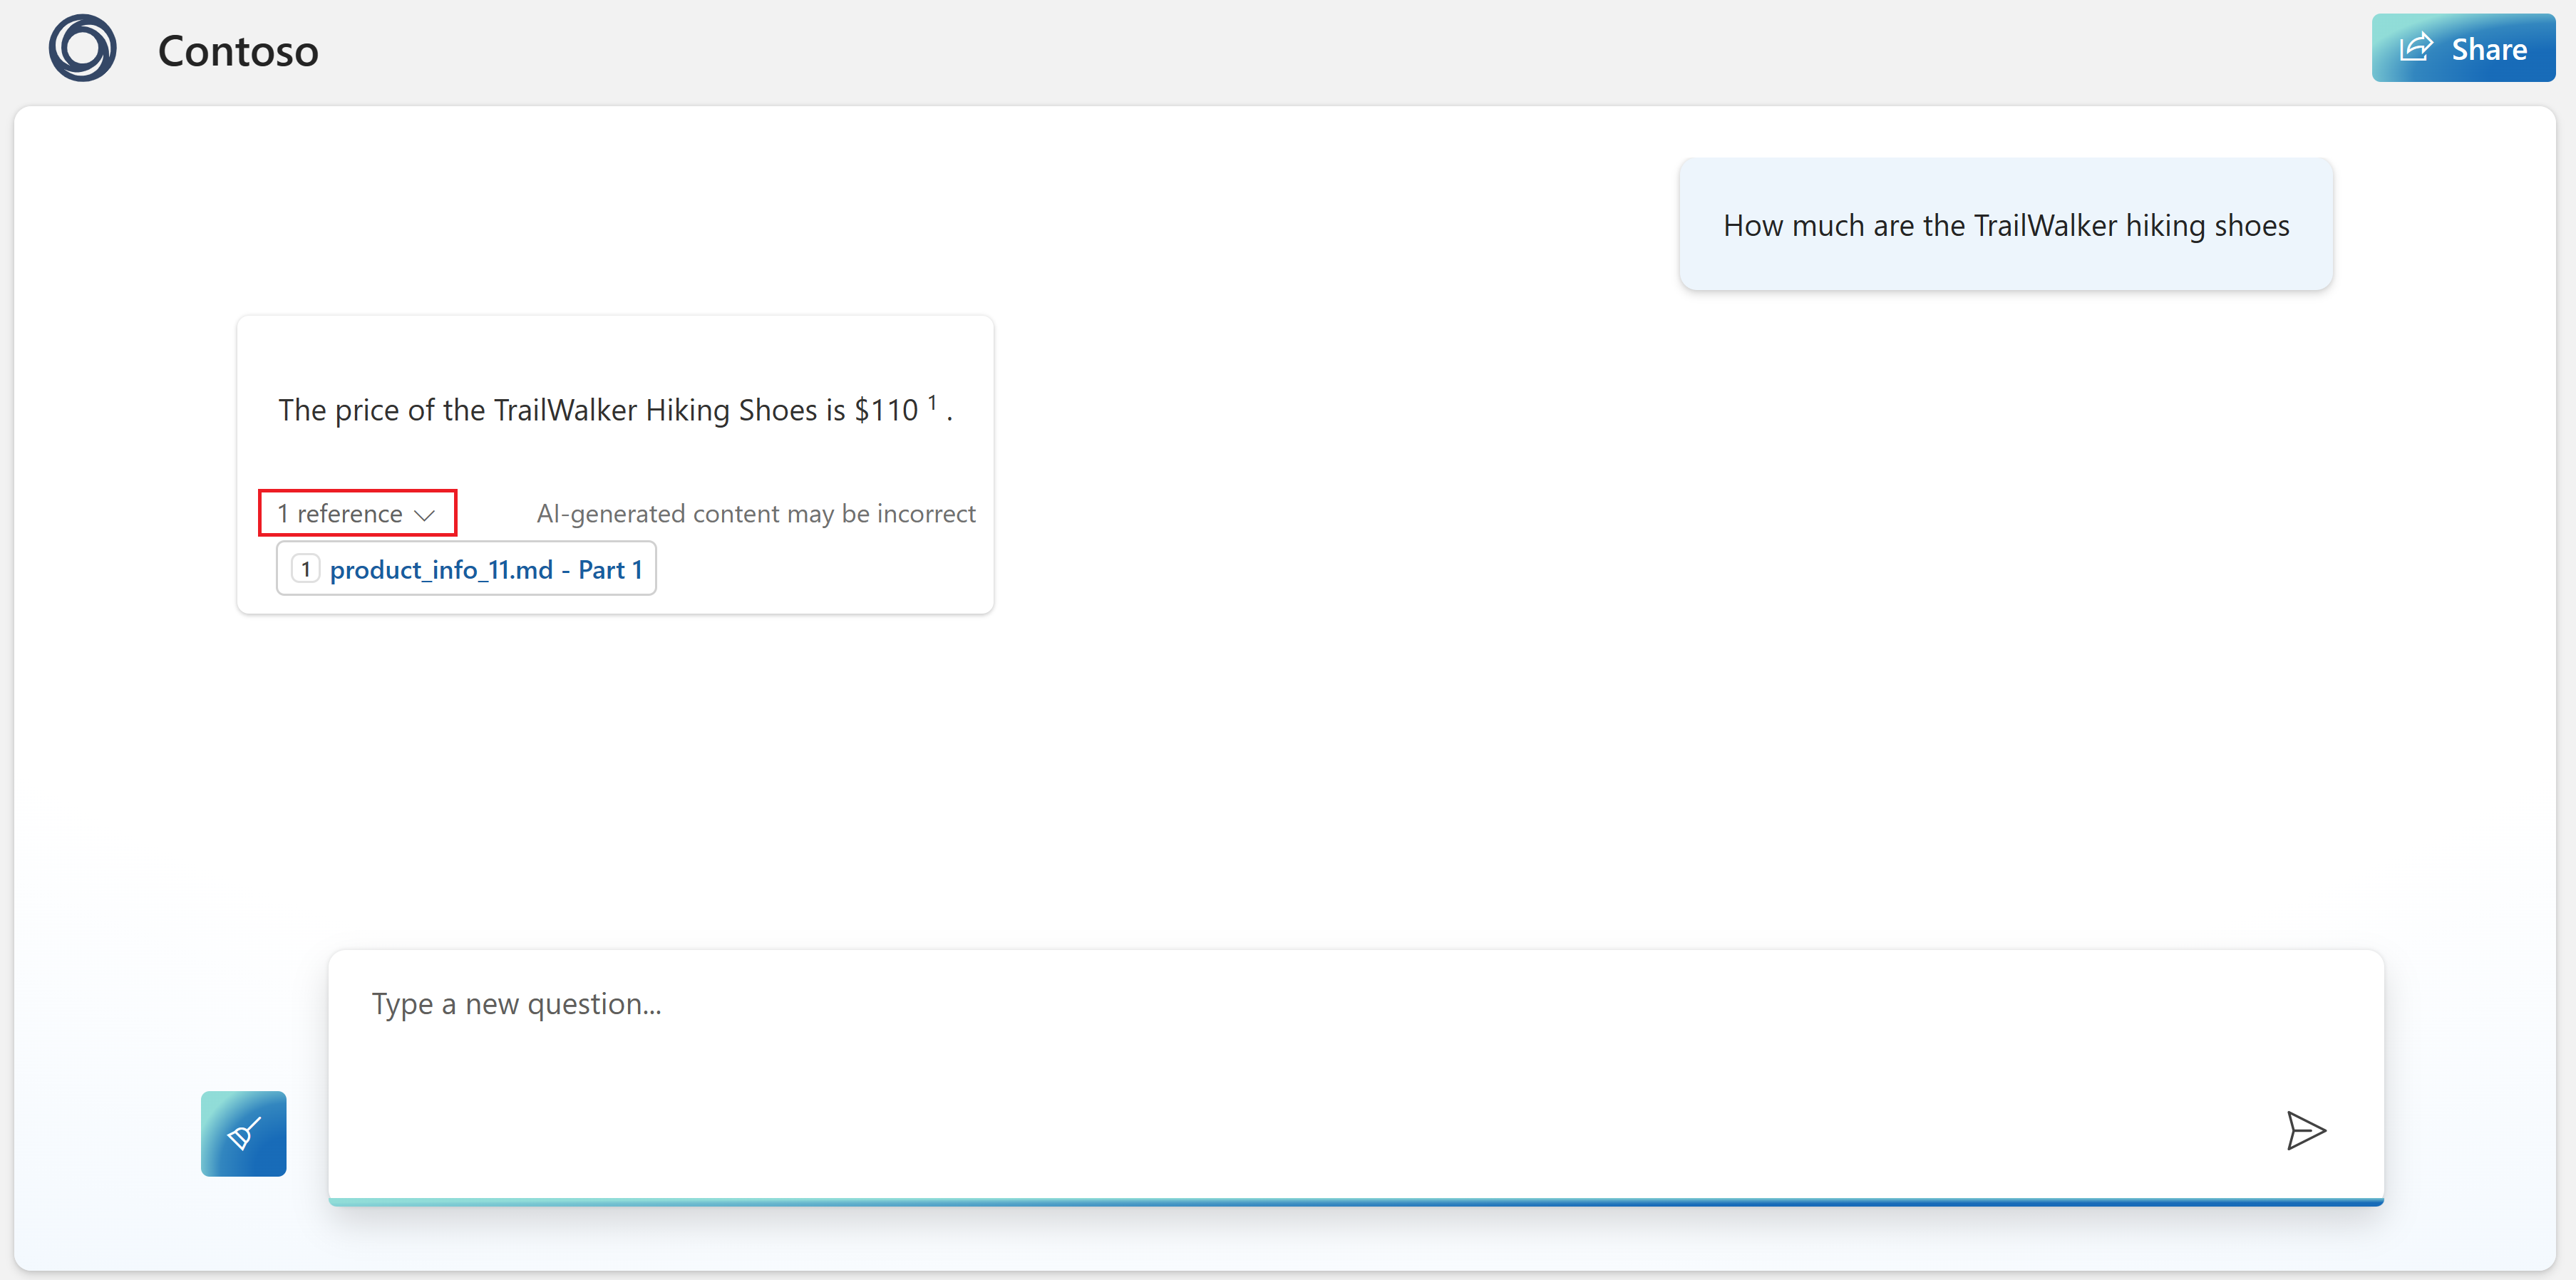 Contoso
Share
How much are the TrailWalker hiking shoes
The price of the TrailWalker Hiking Shoes is $110 1 .
1 reference
AI-generated content may be incorrect
1 product_info_11.md - Part 1
Type a new question...